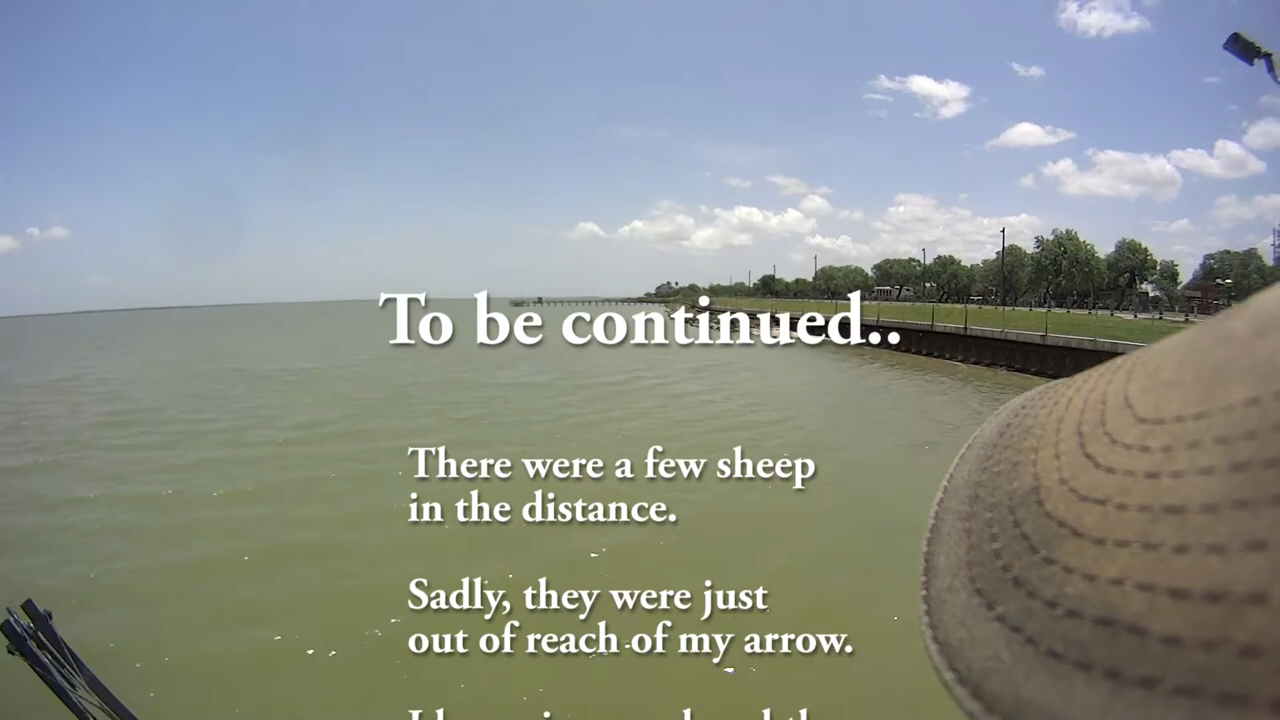 To be continued..
There were a few sheep
in the distance.
Sadly, they were just
out of reach of my arrow.